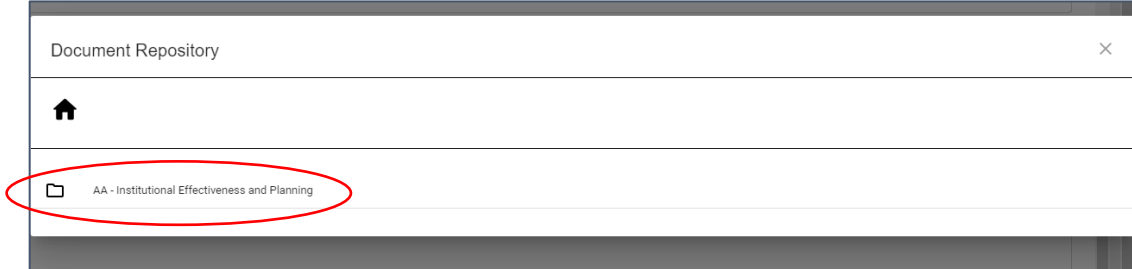 Document Repository
AA - Institutional Effectiveness and Planning